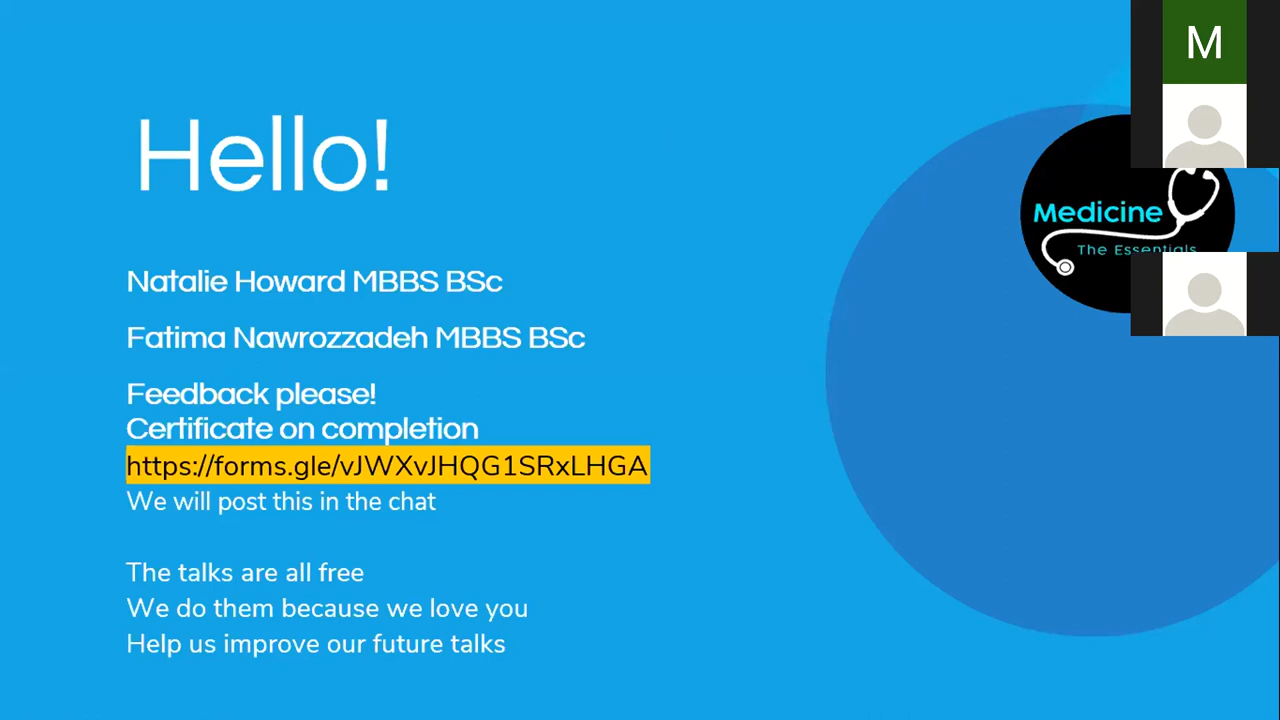 Hello!
Natalie Howard MBBS BSc
Fatima Nawrozzadeh MBBS BSc
Feedback please!
Certificate on completion
https://forms.gle/vJWXvJHQG1SRxLHGA
We will post this in the chat
The talks are all free
We do them because we love you
Help us improve our future talks
M
Medicine
The Essentials